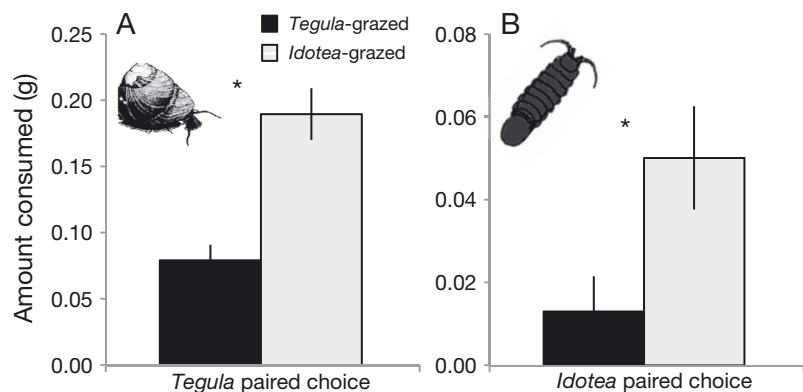 A
Tegula-grazed
Idotea-grazed
*
Amount consumed (g)
0.25
0.20
0.15
0.10
0.05
0.00
Tegula paired choice
B
*
0.08
0.06
0.04
0.02
0.00
Idotea paired choice